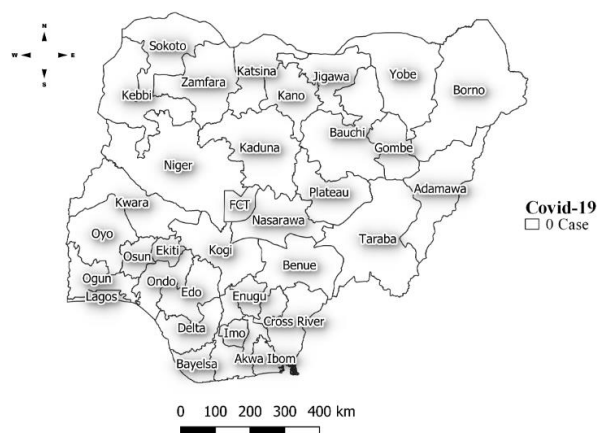 N
W E
S
Sokoto
Katsina
Jigawa
Yobe
Zamfara
Kano
Borno
Kebbi
Bauchi
Gombe
Kaduna
Niger
Plateau
Adamawa
FCT
Kwara
Nasarawa
Covid-19
0 Case
Oyo
Taraba
Osun
Ekiti
Kogi
Benue
Ogun
Ondo
Edo
Enugu
Lagos
Delta
Imo
Cross River
Bayelsa
Akwa Ibom
0 100 200 300 400 km